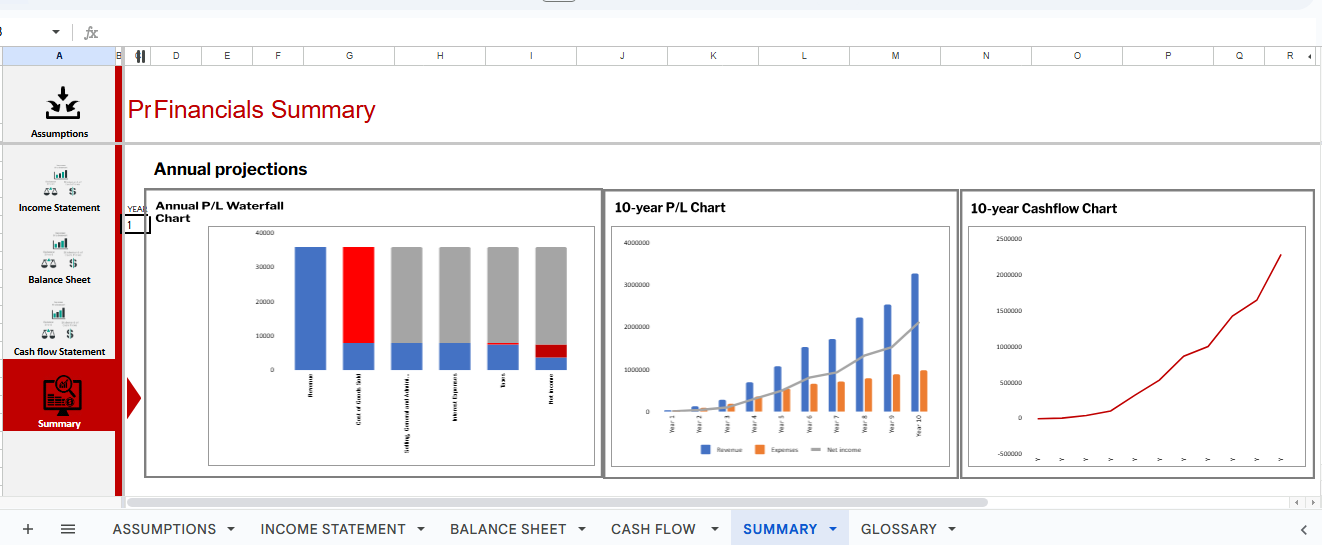 fx
A B D E F G H I J K L M N O P Q R
Assumptions
Income Statement
Balance Sheet
Cash flow Statement
Summary
PrFinancials Summary
Annual projections
YEAR
1
Annual P/L Waterfall
Chart
40000
30000
20000
10000
0
Revenue
Cost of Goods Sold
Selling, General and Admini...
Interest Expenses
Taxes
Net Income
10-year P/L Chart
4000000
3000000
2000000
1000000
0
Year 1
Year 2
Year 3
Year 4
Year 5
Year 6
Year 7
Year 8
Year 9
Year 10
Revenue Expenses Net income
10-year Cashflow Chart
2500000
2000000
1500000
1000000
500000
0
-500000
Y Y Y Y Y Y Y Y Y Y Y
+ ASSUMPTIONS INCOME STATEMENT BALANCE SHEET CASH FLOW SUMMARY GLOSSARY